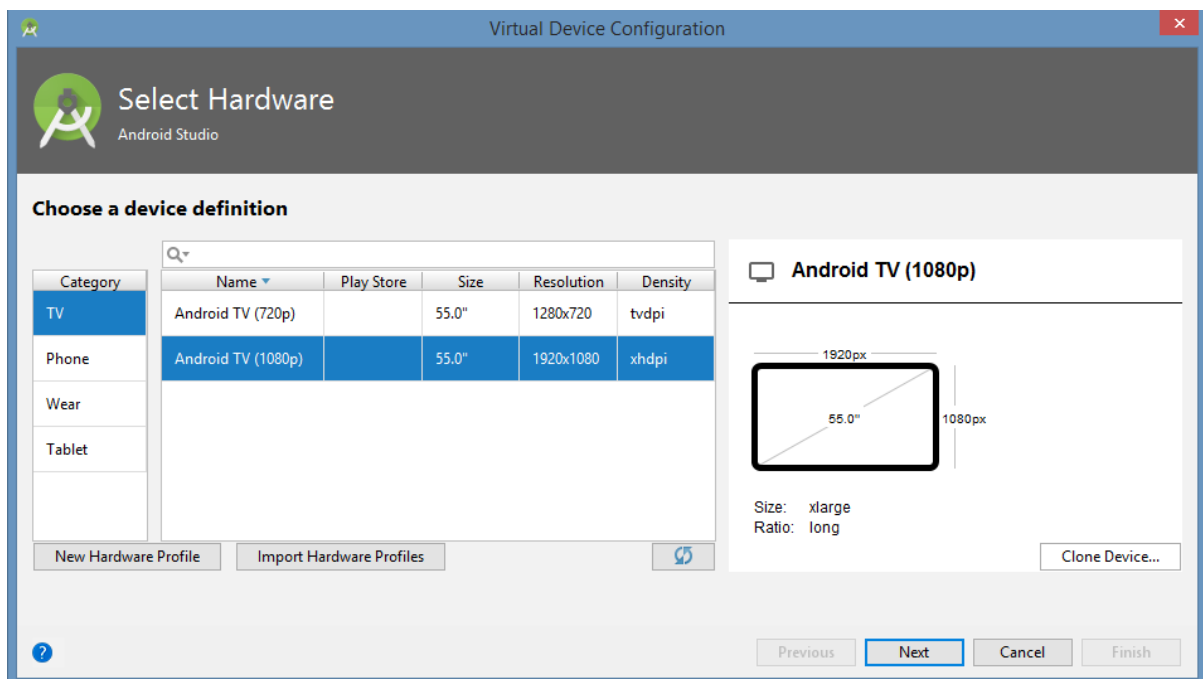 Virtual Device Configuration
Select Hardware
Android Studio
Choose a device definition
Category
TV
Phone
Wear
Tablet
Name Play Store Size Resolution Density
Android TV (720p) 55.0" 1280x720 tvdpi
Android TV (1080p) 55.0" 1920x1080 xhdpi
New Hardware Profile Import Hardware Profiles
Android TV (1080p)
1920px
55.0"
1080px
Size: xlarge
Ratio: long
Clone Device...
? Previous Next Cancel Finish